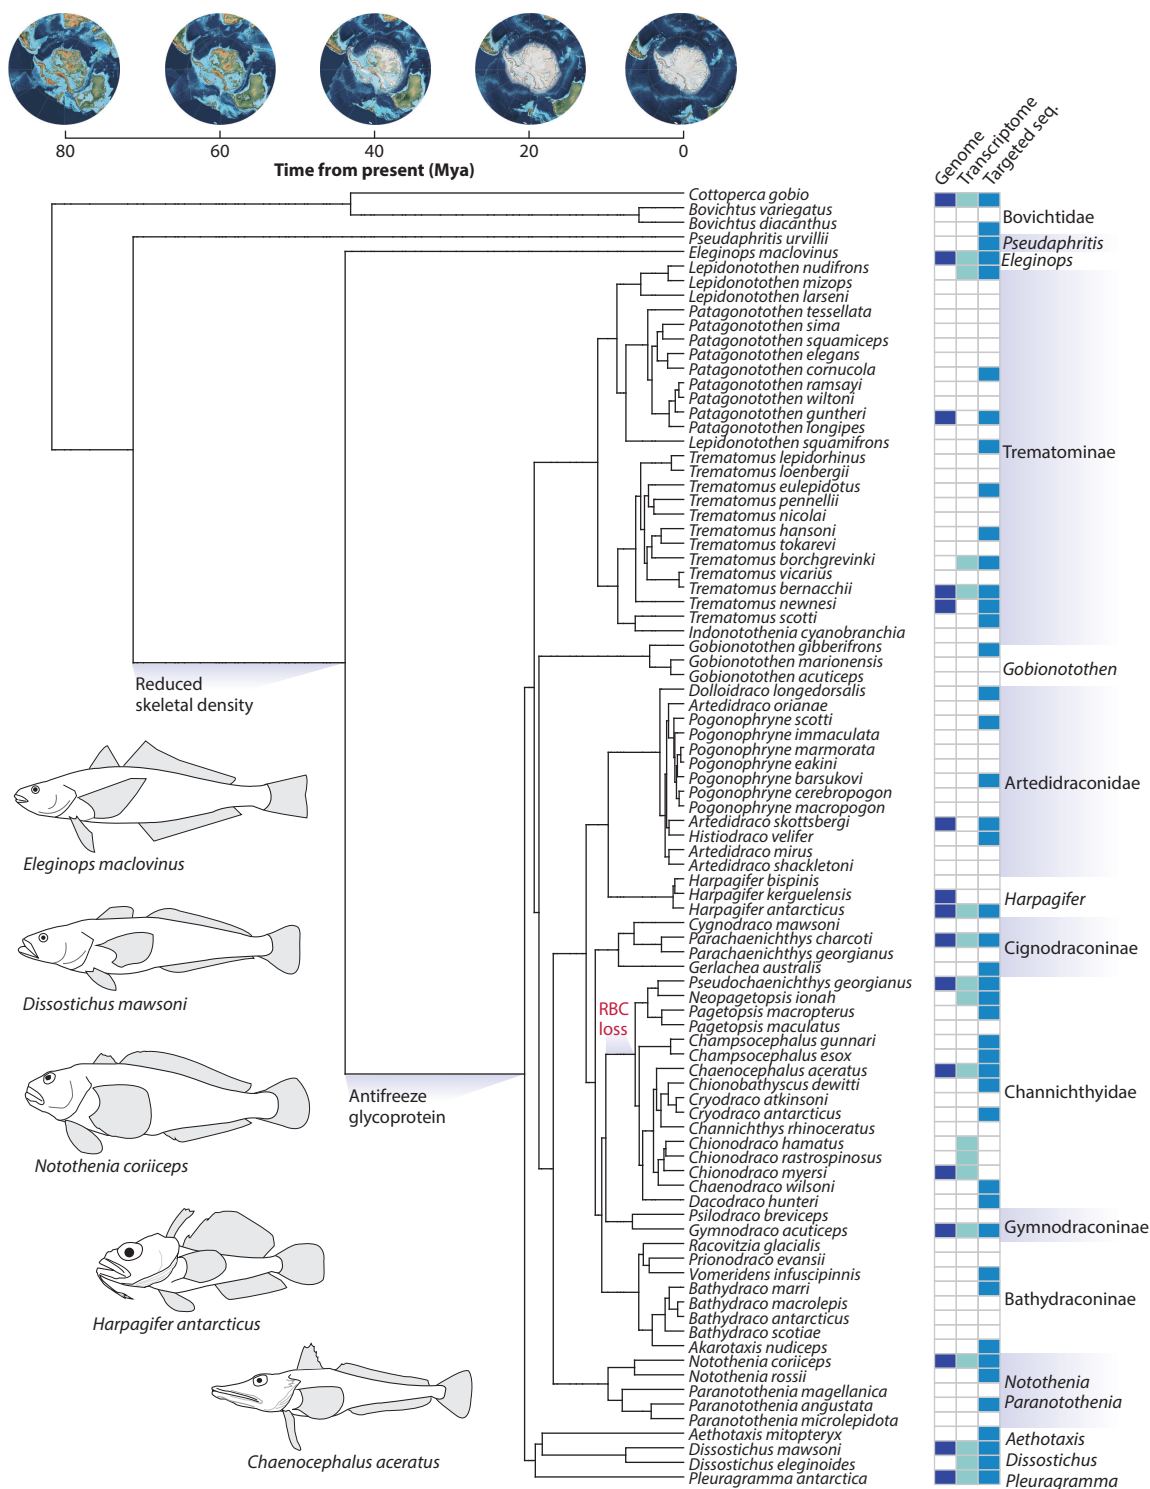 80
60
40
20
0
Time from present (Mya)
Genome
Transcriptome
Targeted seq.
Cottoperca gobio
Bovichtus variegatus
Bovichtus diacanthus
Pseudaphritis urvillii
Eleginops maclovinus
Lepidonotothen nudifrons
Lepidonotothen mizops
Lepidonotothen larseni
Patagonotothen tessellata
Patagonotothen sima
Patagonotothen squamiceps
Patagonotothen elegans
Patagonotothen cornucola
Patagonotothen ramsayi
Patagonotothen wiltoni
Patagonotothen guntheri
Patagonotothen longipes
Lepidonotothen squamifrons
Trematomus lepidorhinus
Trematomus loenbergii
Trematomus eulepidotus
Trematomus pennellii
Trematomus nicolai
Trematomus hansoni
Trematomus tokarevi
Trematomus borchgrevinki
Trematomus vicarius
Trematomus bernacchii
Trematomus newnesi
Trematomus scotti
Indonotothenia cyanobranchia
Gobionotothen gibberifrons
Gobionotothen marionensis
Gobionotothen acuticeps
Dolloidraco longedorsalis
Artedidraco orianae
Pogonophryne scotti
Pogonophryne immaculata
Pogonophryne marmorata
Pogonophryne eakini
Pogonophryne barsukovi
Pogonophryne cerebropogon
Pogonophryne macropogon
Artedidraco skottsbergi
Histiodraco velifer
Artedidraco mirus
Artedidraco shackletoni
Harpagifer bispinis
Harpagifer kerguelensis
Harpagifer antarcticus
Cygnodraco mawsoni
Parachaenichthys charcoti
Parachaenichthys georgianus
Gerlachea australis
Pseudochaenichthys georgianus
Neopagetopsis ionah
Pagetopsis macropterus
Pagetopsis maculatus
Champsocephalus gunnari
Champsocephalus esox
Chaenocephalus aceratus
Chionobathyscus dewitti
Cryodraco atkinsoni
Cryodraco antarcticus
Channichthys rhinoceratus
Chionodraco hamatus
Chionodraco rastrospinosus
Chionodraco myersi
Chaenodraco wilsoni
Dacodraco hunteri
Psilodraco breviceps
Gymnodraco acuticeps
Racovitzia glacialis
Prionodraco evansii
Vomeridens infuscipinnis
Bathydraco marri
Bathydraco macrolepis
Bathydraco antarcticus
Bathydraco scotiae
Akarotaxis nudiceps
Notothenia coriiceps
Notothenia rossii
Paranotothenia magellanica
Paranotothenia angustata
Paranotothenia microlepidota
Aethotaxis mitopteryx
Dissostichus mawsoni
Dissostichus eleginoides
Pleuragramma antarctica
Bovichtidae
Pseudaphritis
Eleginops
Trematominae
Gobionotothen
Artedidraconidae
Harpagifer
Cignodraconinae
Channichthyidae
Gymnodraconinae
Bathydraconinae
Notothenia
Paranotothenia
Aethotaxis
Dissostichus
Pleuragramma
Reduced
skeletal density
Antifreeze
glycoprotein
RBC
loss
Eleginops maclovinus
Dissostichus mawsoni
Notothenia coriiceps
Harpagifer antarcticus
Chaenocephalus aceratus